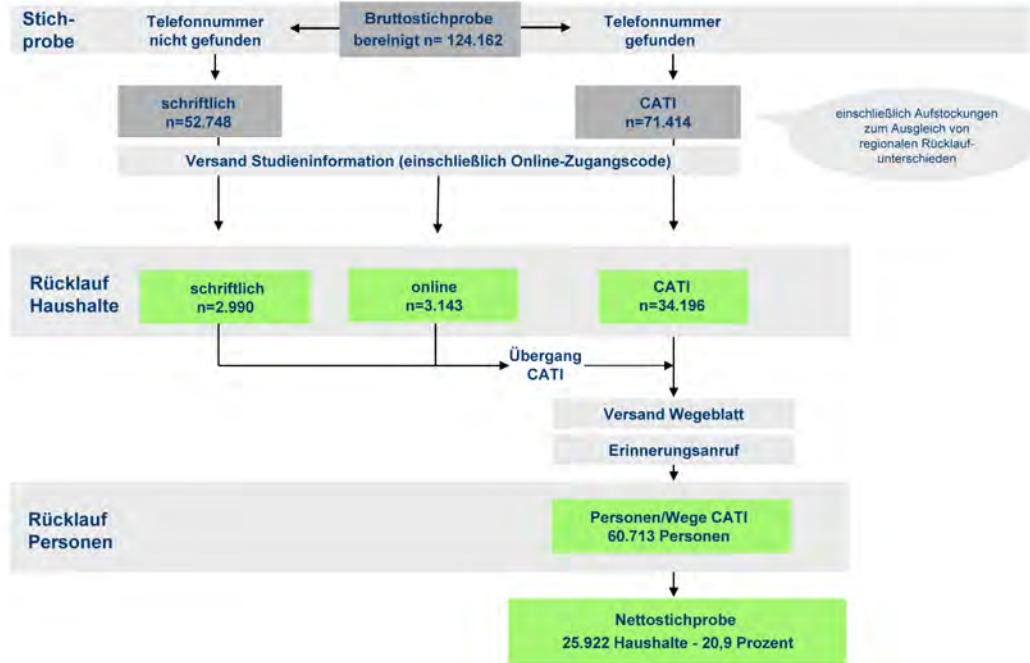 Stich-
probe
Telefonnummer
nicht gefunden
Bruttostichprobe
bereinigt n= 124.162
Telefonnummer
gefunden
schriftlich
n=52.748
CATI
n=71.414
einschließlich Aufstockungen
zum Ausgleich von
regionalen Rücklauf-
unterschieden
Versand Studieninformation (einschließlich Online-Zugangscode)
Rücklauf
Haushalte
schriftlich
n=2.990
online
n=3.143
CATI
n=34.196
Übergang
CATI
Versand Wegeblatt
Erinnerungsanruf
Rücklauf
Personen
Personen/Wege CATI
60.713 Personen
Nettostichprobe
25.922 Haushalte - 20,9 Prozent